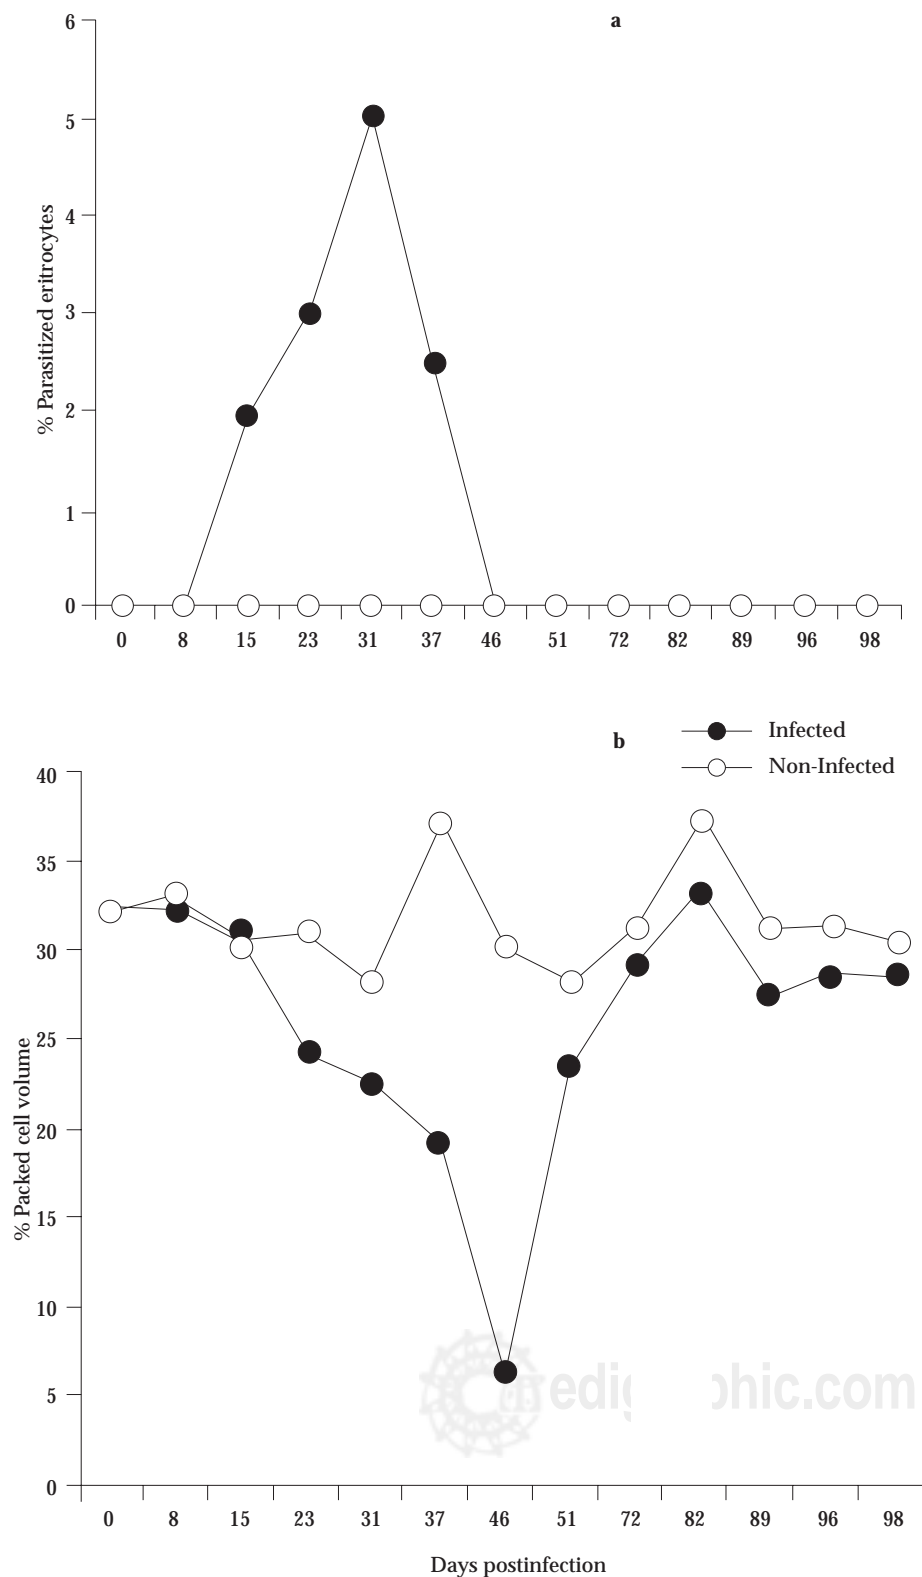 a
6
5
4
3
2
1
0
% Parasitized eritrocytes
0 8 15 23 31 37 46 51 72 82 89 96 98
b
Infected
Non-Infected
40
35
30
25
20
15
10
5
0
% Packed cell volume
0 8 15 23 31 37 46 51 72 82 89 96 98
Days postinfection